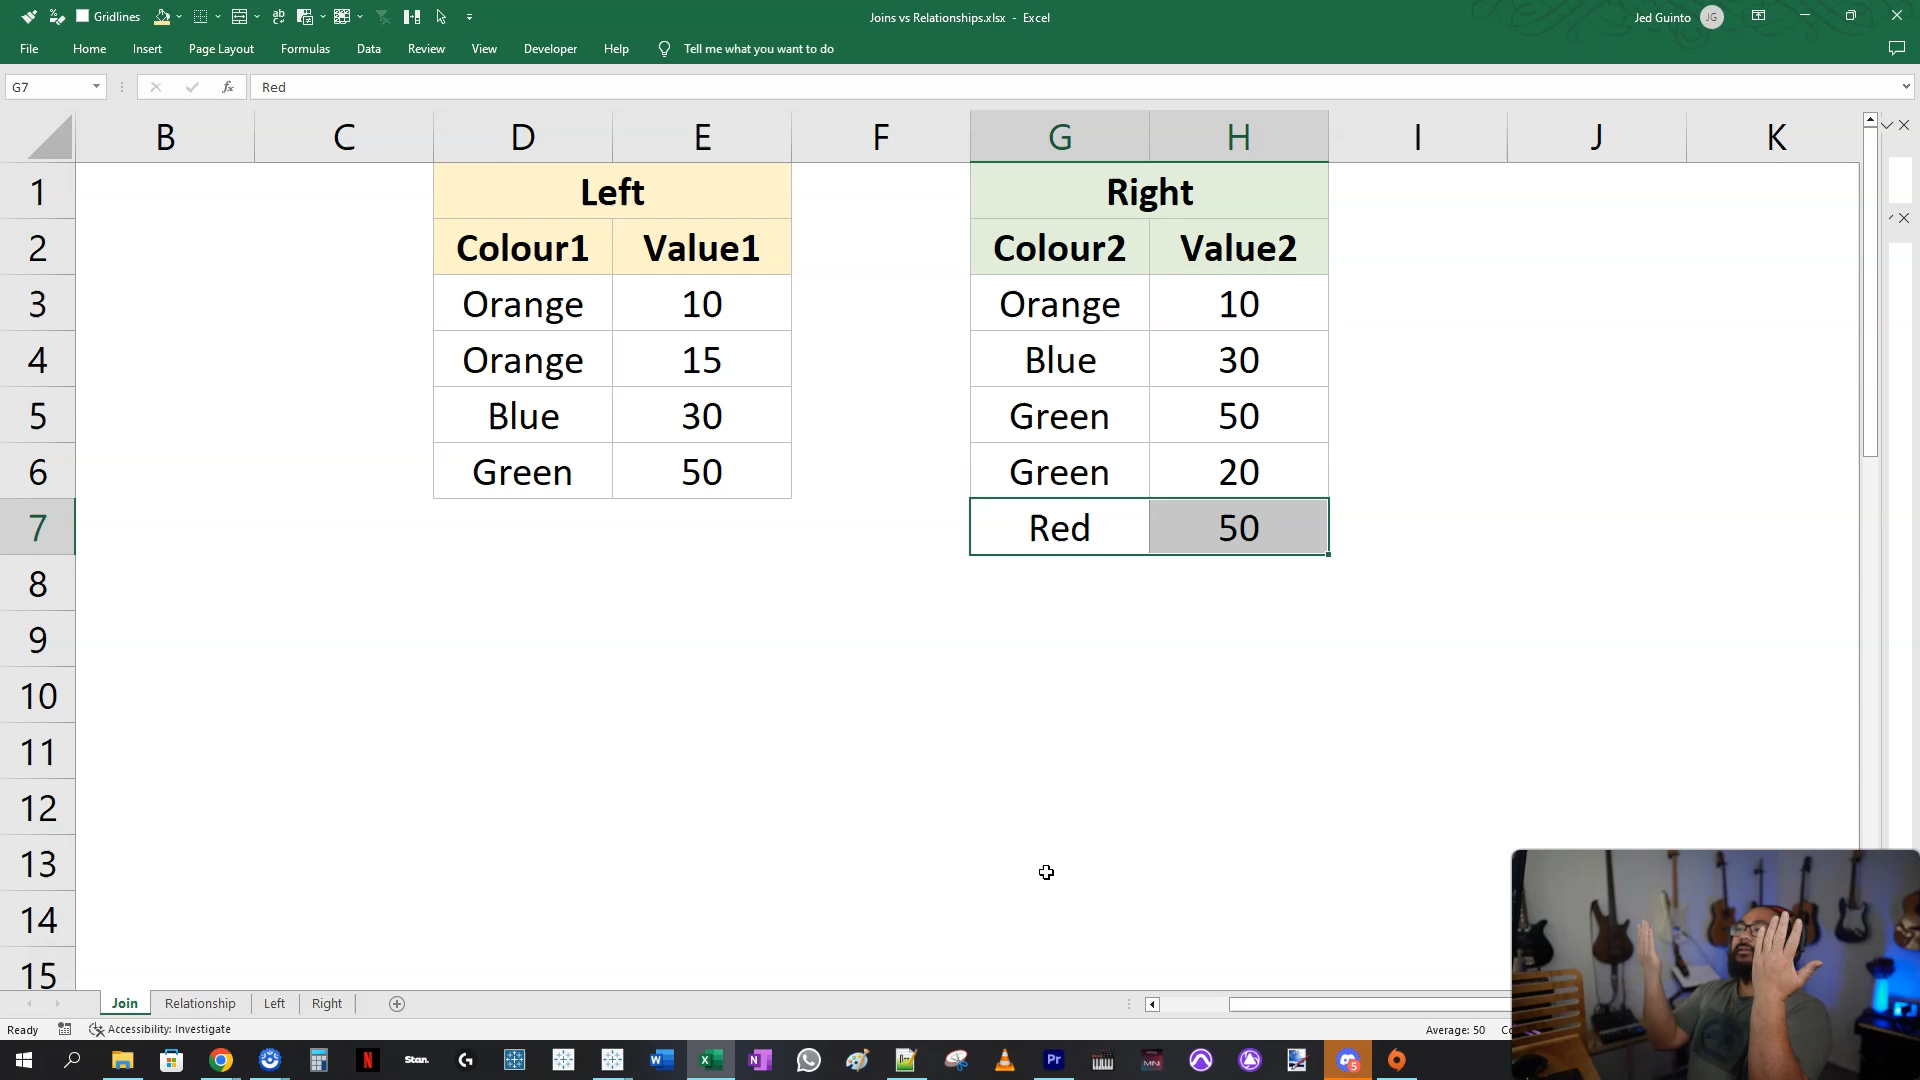 Gridlines
Joins vs Relationships.xlsx - Excel
Jed Guinto JG
File Home Insert Page Layout Formulas Data Review View Developer Help Tell me what you want to do
G7 fx Red
B C D E F G H I J K
1 Left Right
2 Colour1 Value1 Colour2 Value2
3 Orange 10 Orange 10
4 Orange 15 Blue 30
5 Blue 30 Green 50
6 Green 50 Green 20
7 Red 50
8
9
10
11
12
13
14
15
Join Relationship Left Right
Ready Accessibility: Investigate Average: 50
Stan. Pr